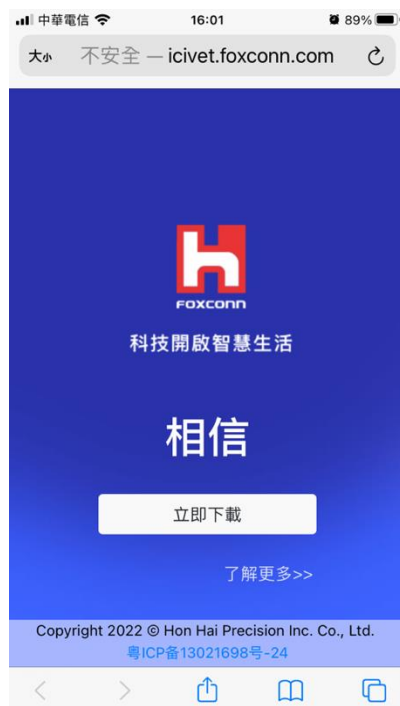 中華電信 16:01 89%
大小 不安全 — icivet.foxconn.com
FOXCONN
科技開啟智慧生活
相信
立即下載
了解更多>>
Copyright 2022 © Hon Hai Precision Inc. Co., Ltd.
粤ICP备13021698号-24